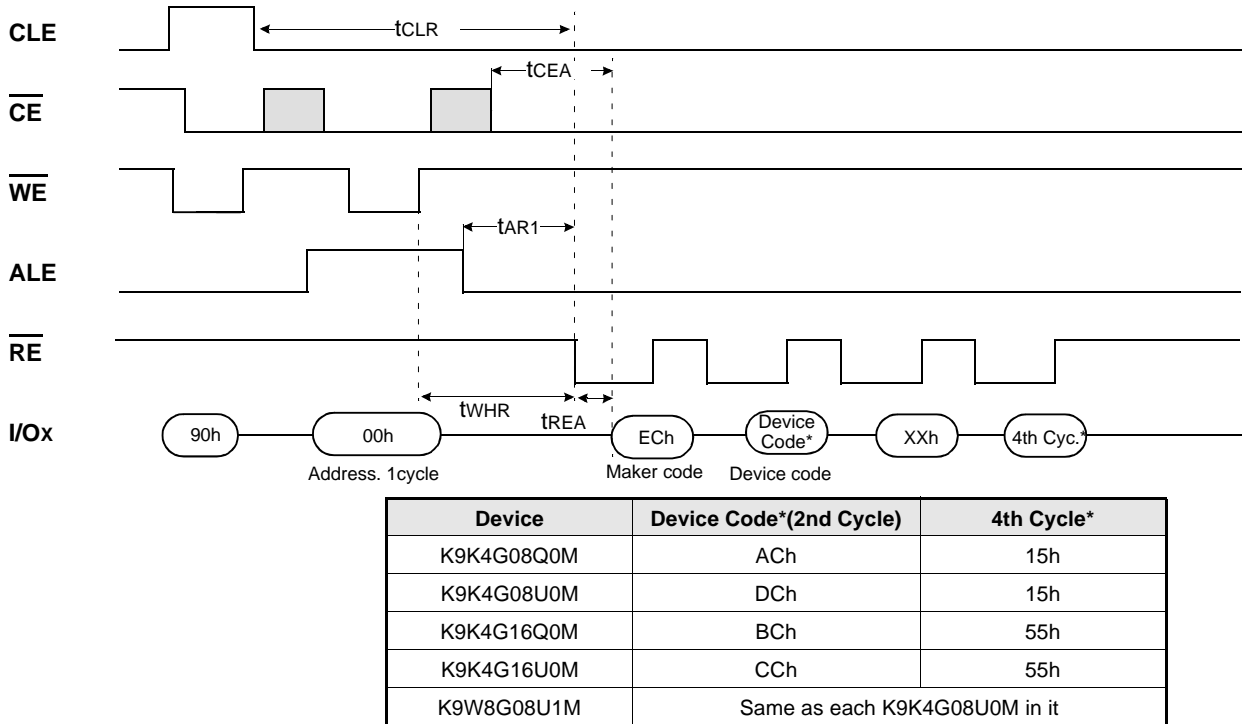 CLE
tCLR
tCEA
CE
WE
tAR1
ALE
RE
tWHR
tREA
I/Ox
90h
00h
ECh
Device
Code*
XXh
4th Cyc.*
Address. 1cycle
Maker code
Device code
Device Device Code*(2nd Cycle) 4th Cycle*
K9K4G08Q0M ACh 15h
K9K4G08U0M DCh 15h
K9K4G16Q0M BCh 55h
K9K4G16U0M CCh 55h
K9W8G08U1M Same as each K9K4G08U0M in it